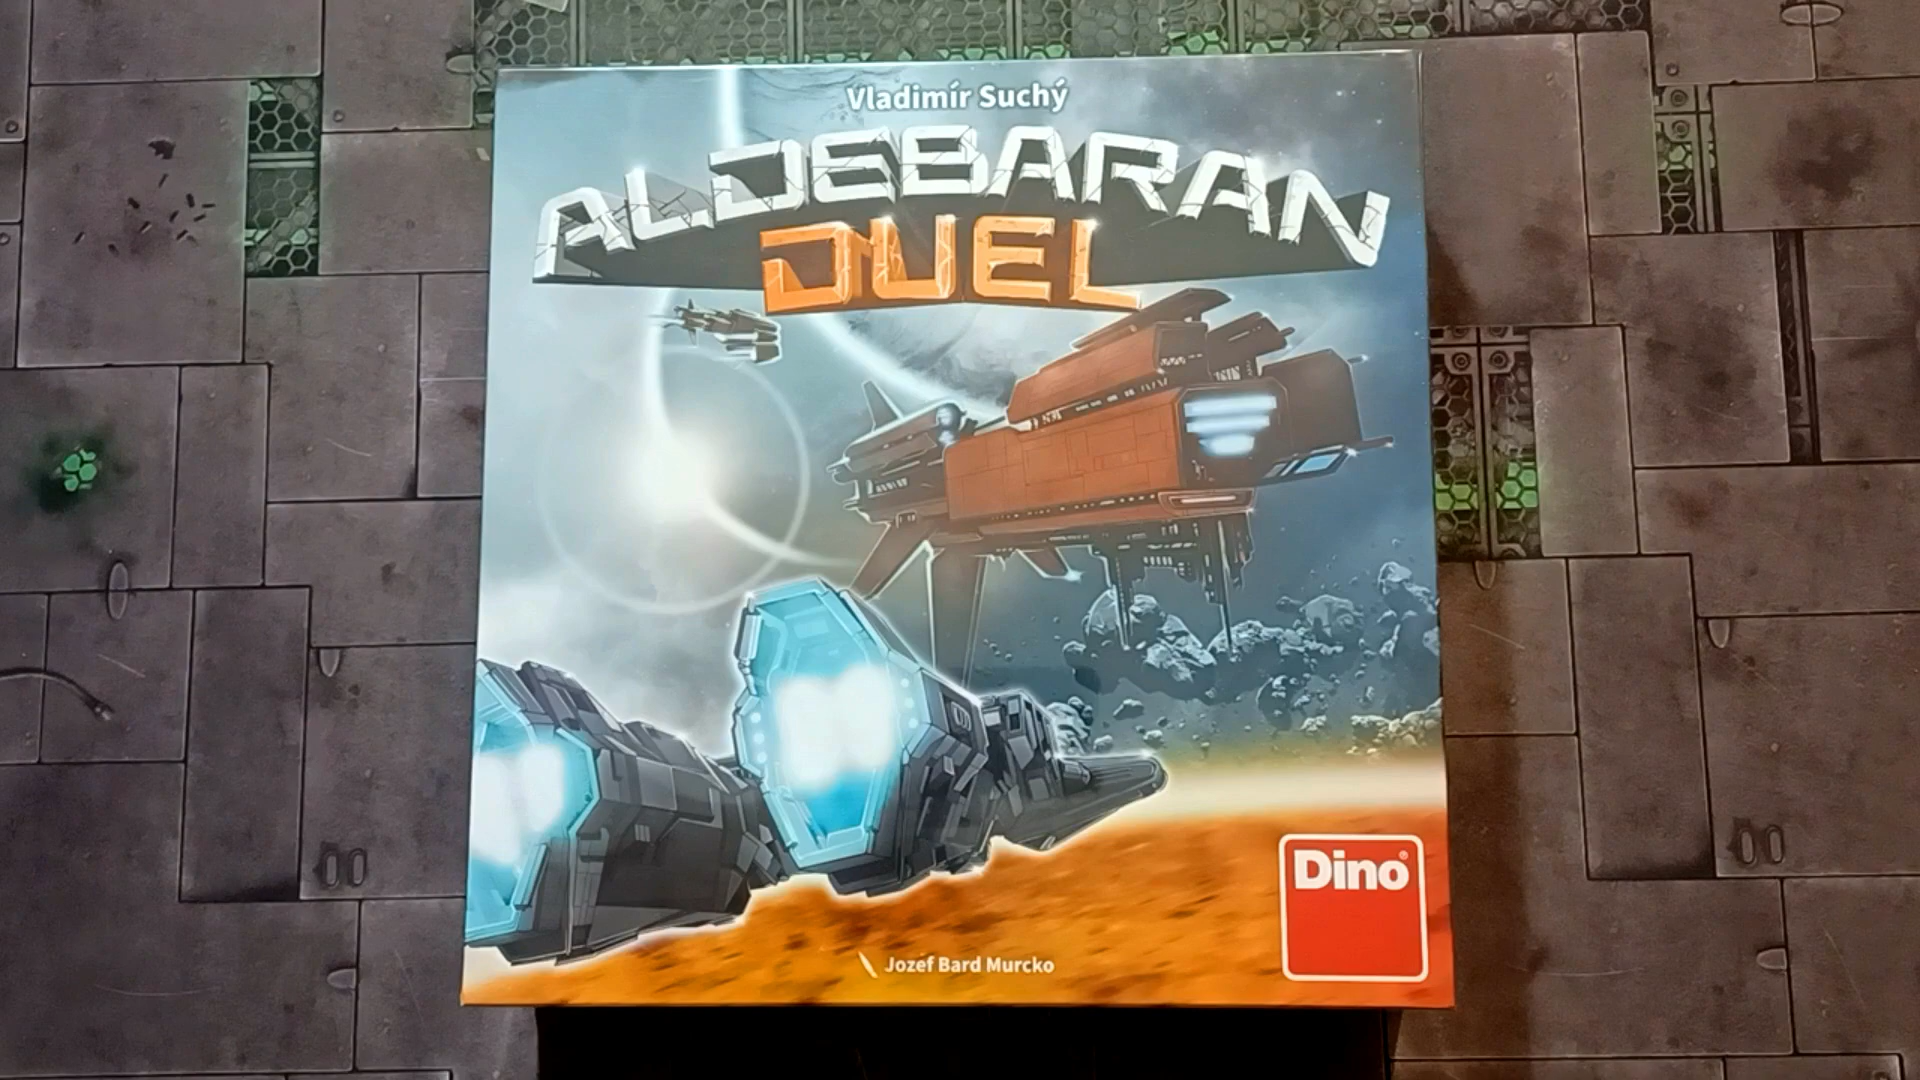 Vladimír Suchý
ALDEBARAN
DUEL
Dino®
Jozef Bard Murcko